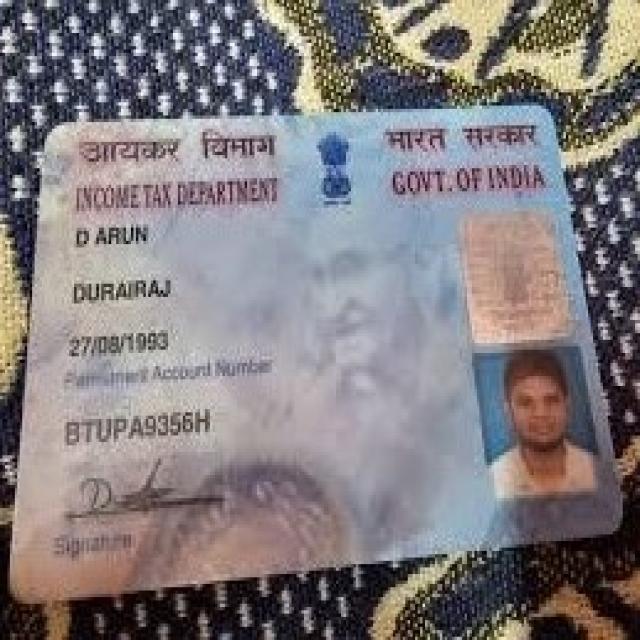 आयकर विभाग
भारत सरकार
INCOME TAX DEPARTMENT
GOVT. OF INDIA
D ARUN
DURAIRAJ
27/08/1993
Permanent Account Number
BTUPA9356H
Signature